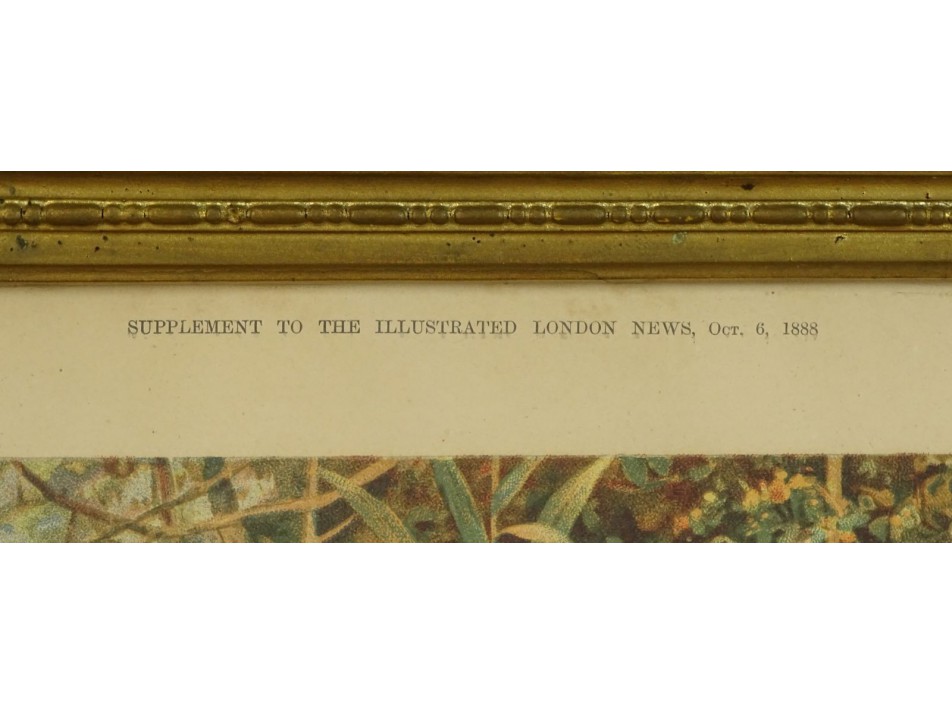 SUPPLEMENT TO THE ILLUSTRATED LONDON NEWS, Oct. 6, 1888